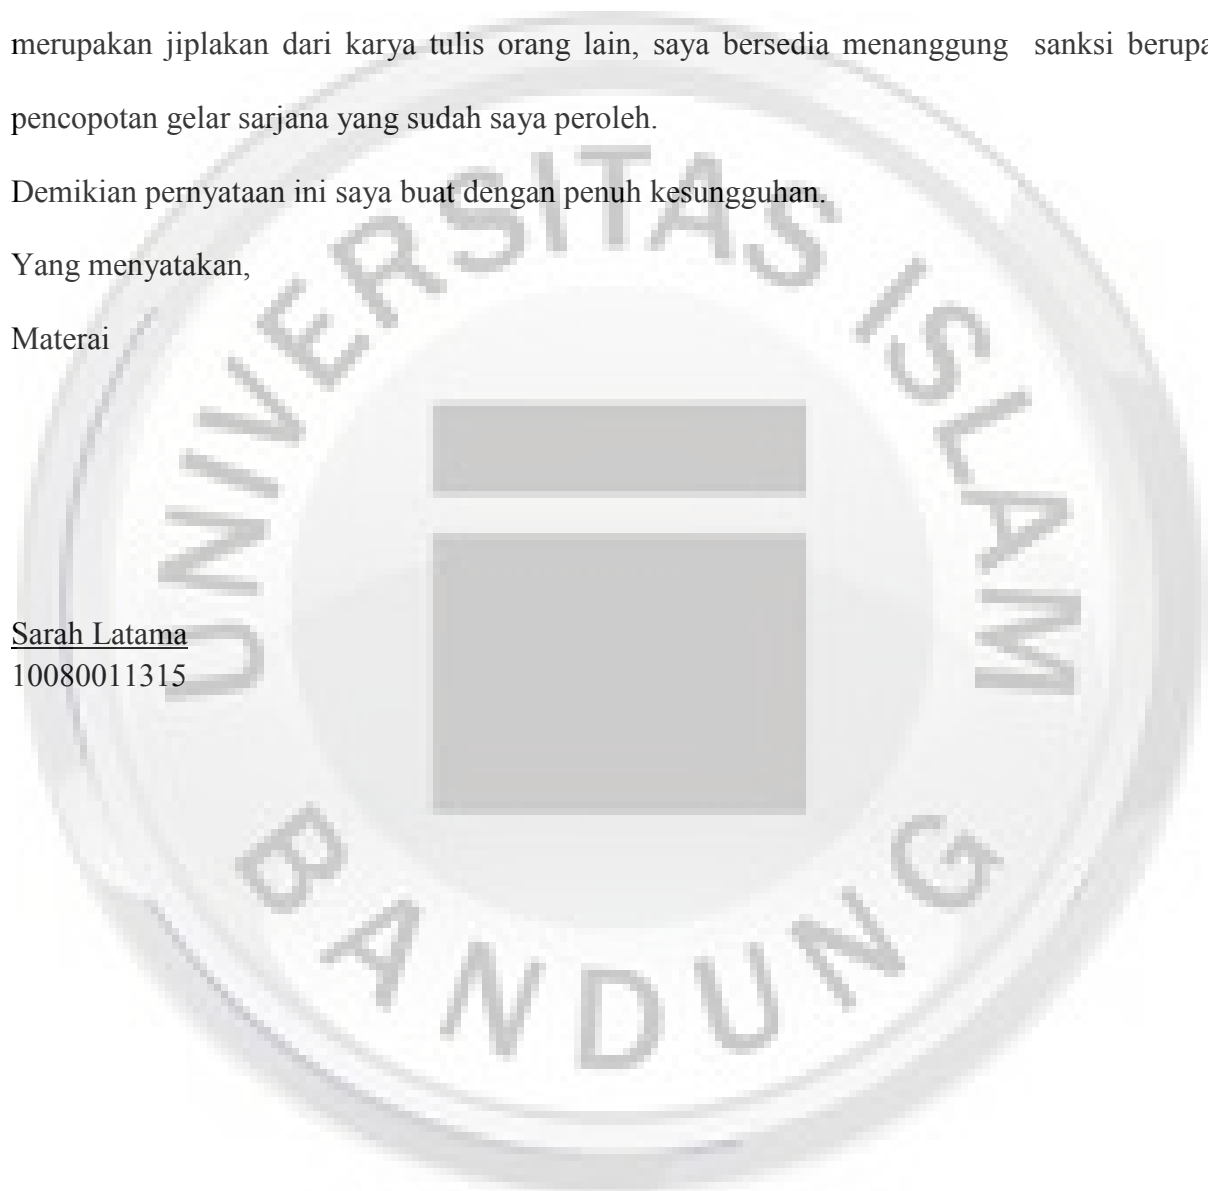 merupakan jiplakan dari karya tulis orang lain, saya bersedia menanggung sanksi berupa
pencopotan gelar sarjana yang sudah saya peroleh.
Demikian pernyataan ini saya buat dengan penuh kesungguhan.
Yang menyatakan,
Materai
Sarah Latama
10080011315
UNIVERSITAS ISLAM
BANDUNG